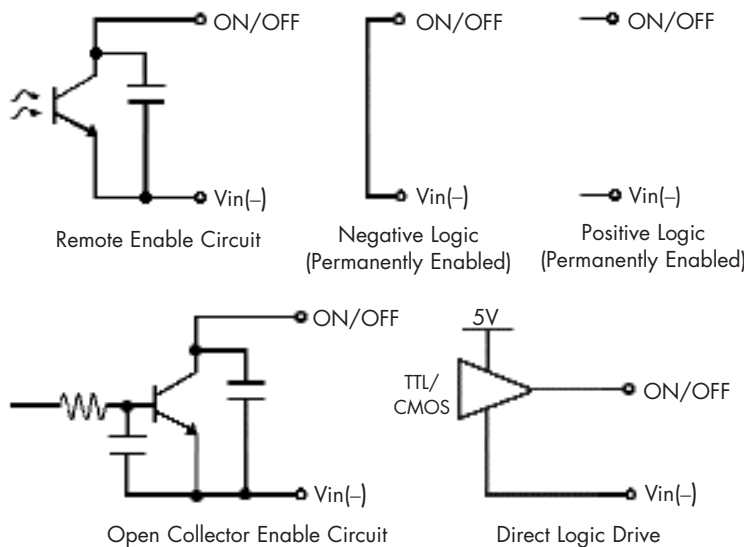 ON/OFF
Vin(–)
Remote Enable Circuit
ON/OFF
Vin(–)
Negative Logic
(Permanently Enabled)
ON/OFF
Vin(–)
Positive Logic
(Permanently Enabled)
ON/OFF
Vin(–)
Open Collector Enable Circuit
5V
TTL/
CMOS
ON/OFF
Vin(–)
Direct Logic Drive